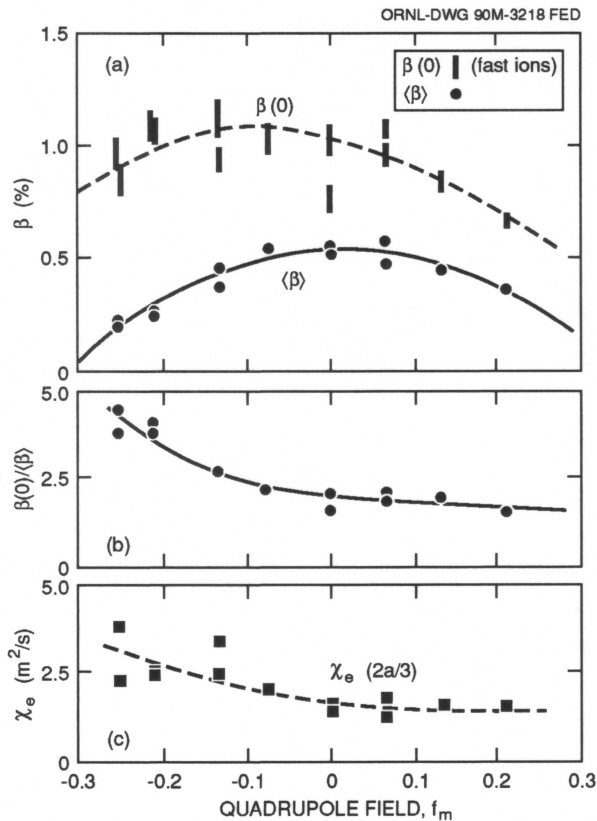 ORNL-DWG 90M-3218 FED
1.5
(a)
β (0) (fast ions)
⟨β⟩
β (0)
1.0
β (%)
0.5
⟨β⟩
0
5.0
β(0)/⟨β⟩
2.5
(b)
0
5.0
χe (m²/s)
2.5
χe (2a/3)
(c)
0
-0.3 -0.2 -0.1 0 0.1 0.2 0.3
QUADRUPOLE FIELD, fm